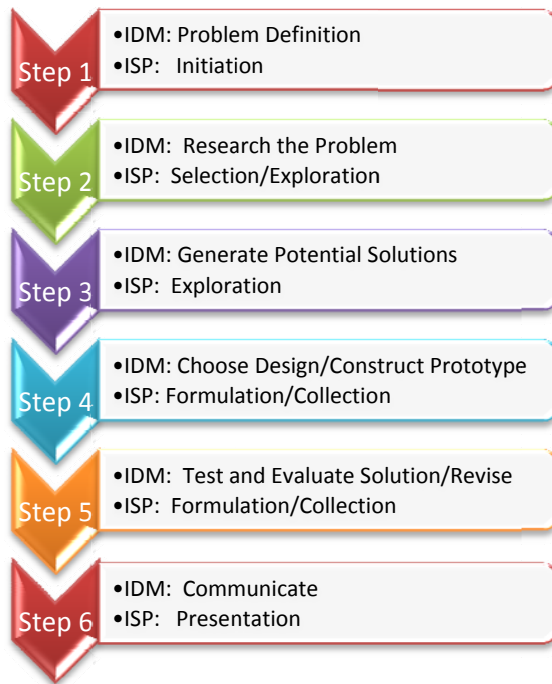 Step 1
•IDM: Problem Definition
•ISP: Initiation
Step 2
•IDM: Research the Problem
•ISP: Selection/Exploration
Step 3
•IDM: Generate Potential Solutions
•ISP: Exploration
Step 4
•IDM: Choose Design/Construct Prototype
•ISP: Formulation/Collection
Step 5
•IDM: Test and Evaluate Solution/Revise
•ISP: Formulation/Collection
Step 6
•IDM: Communicate
•ISP: Presentation